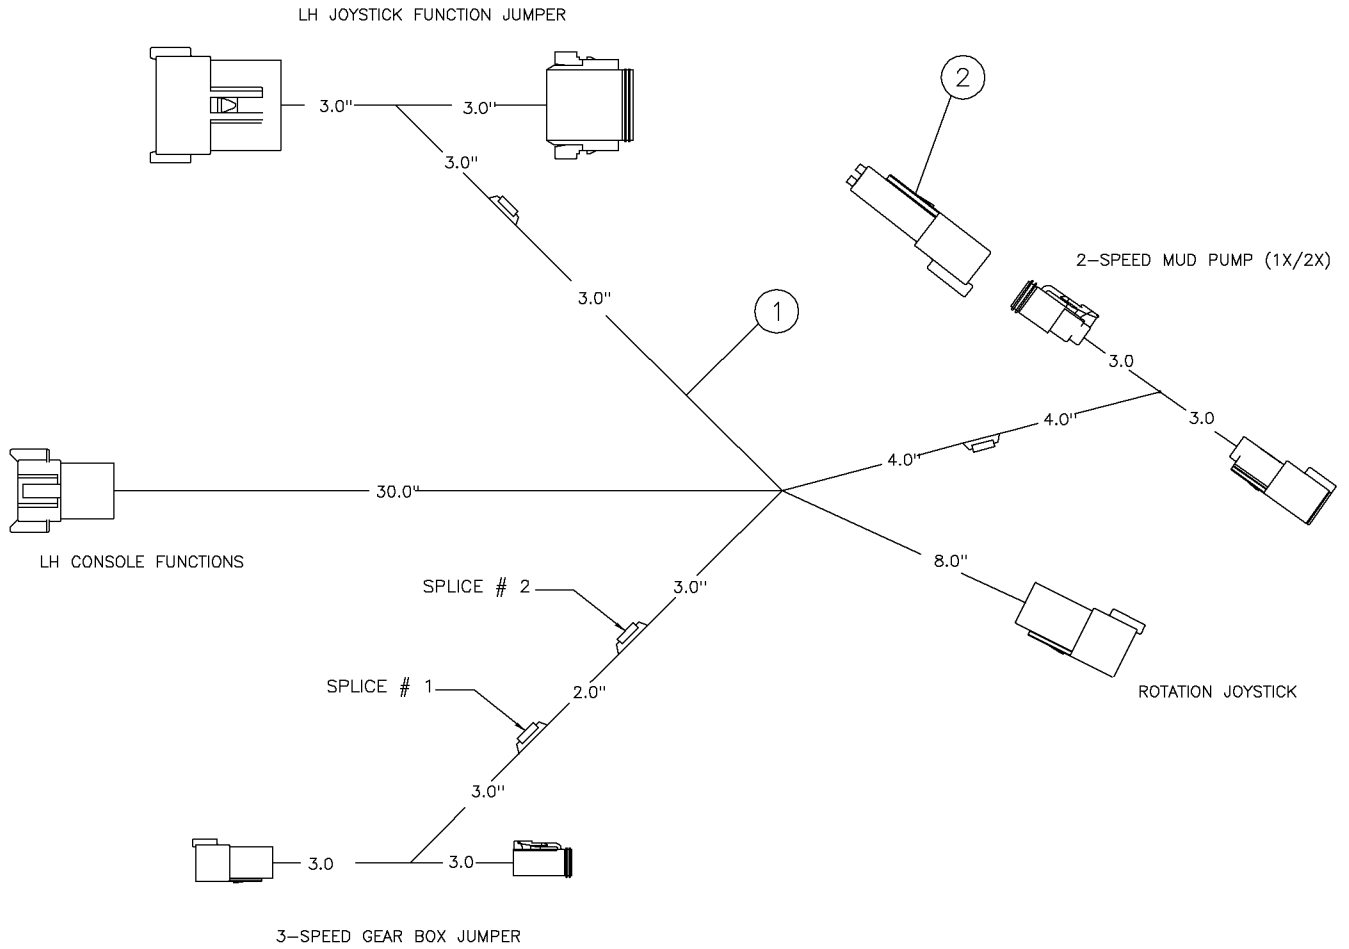 LH JOYSTICK FUNCTION JUMPER
3.0"
3.0"
3.0"
3.0"
2
2-SPEED MUD PUMP (1X/2X)
1
3.0
3.0
4.0"
4.0"
30.0"
LH CONSOLE FUNCTIONS
8.0"
ROTATION JOYSTICK
3.0"
SPLICE # 2
2.0"
SPLICE # 1
3.0"
3.0
3.0
3-SPEED GEAR BOX JUMPER